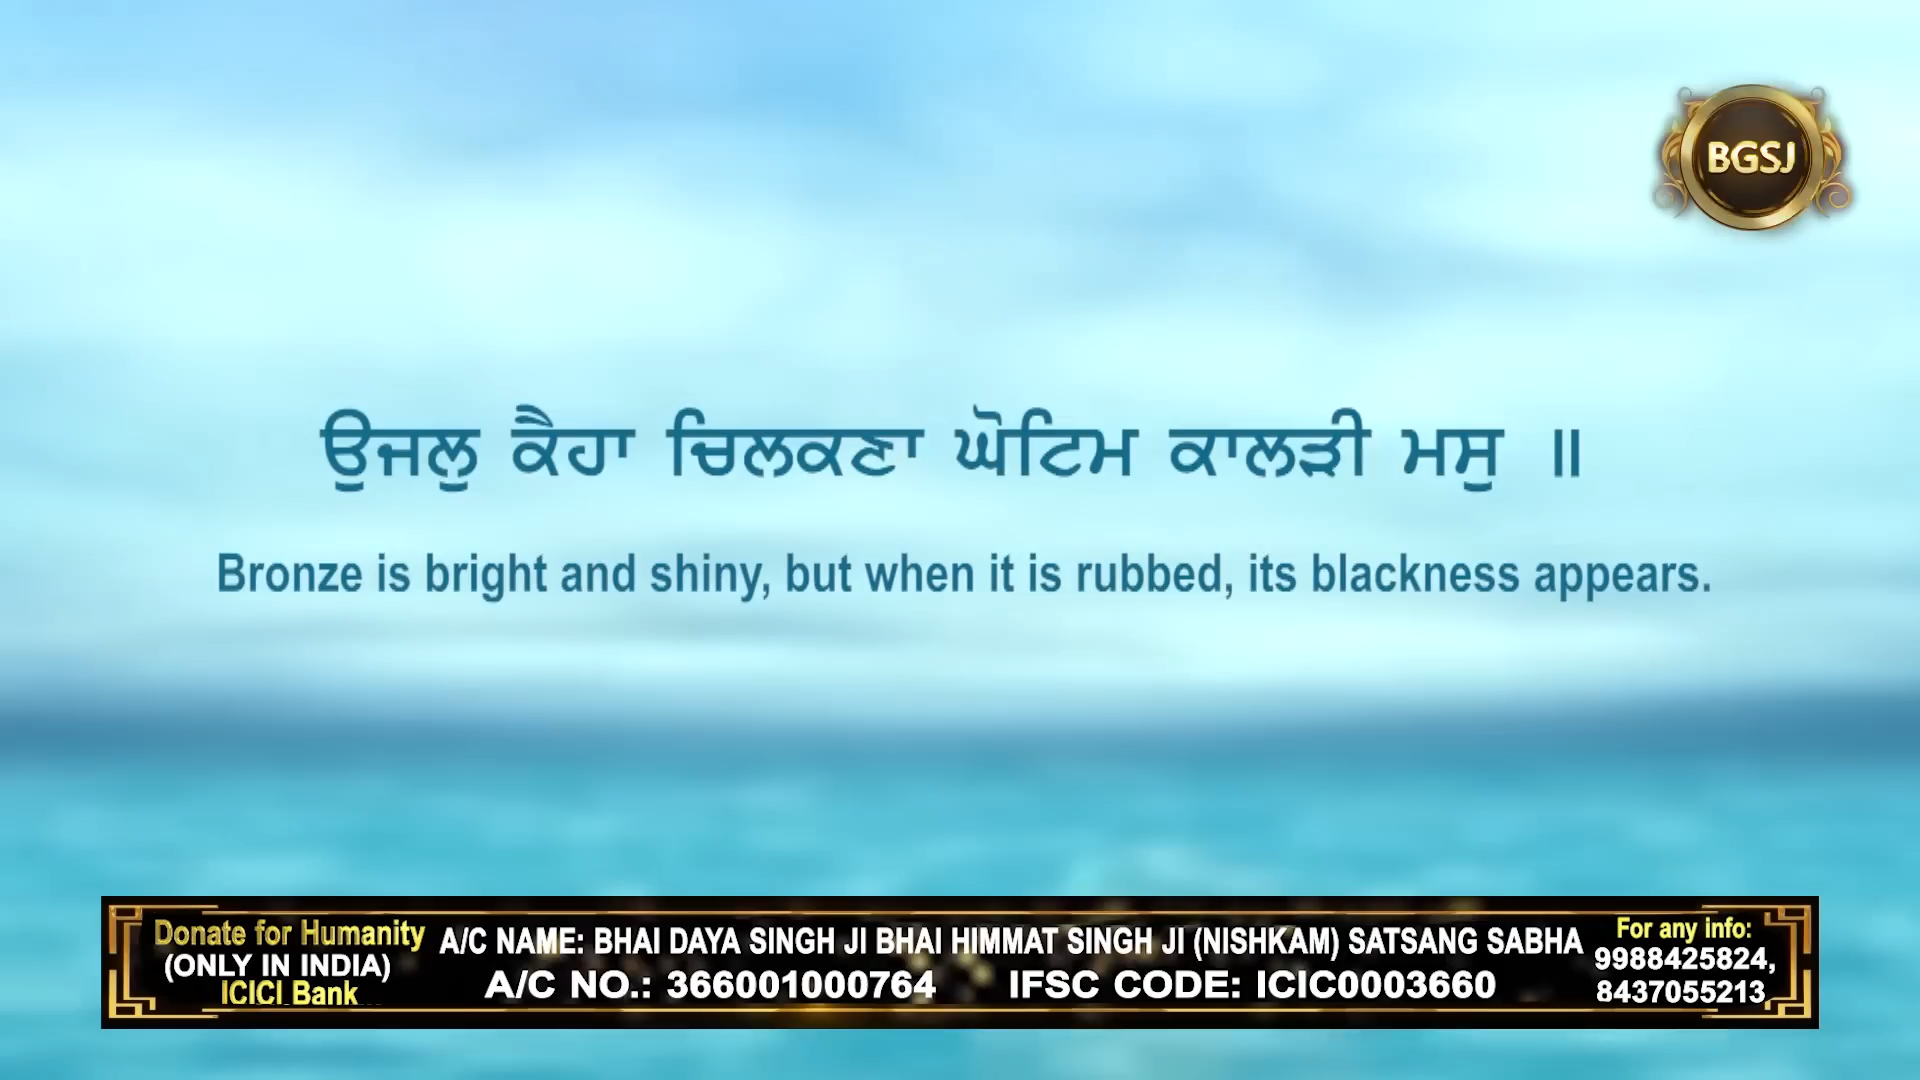 BGSJ
ਉਜਲੁ ਕੈਹਾ ਚਿਲਕਣਾ ਘੋਟਿਮ ਕਾਲੜੀ ਮਸੁ ॥
Bronze is bright and shiny, but when it is rubbed, its blackness appears.
Donate for Humanity
(ONLY IN INDIA)
ICICI Bank
A/C NAME: BHAI DAYA SINGH JI BHAI HIMMAT SINGH JI (NISHKAM) SATSANG SABHA
A/C NO.: 366001000764 IFSC CODE: ICIC0003660
For any info:
9988425824,
8437055213